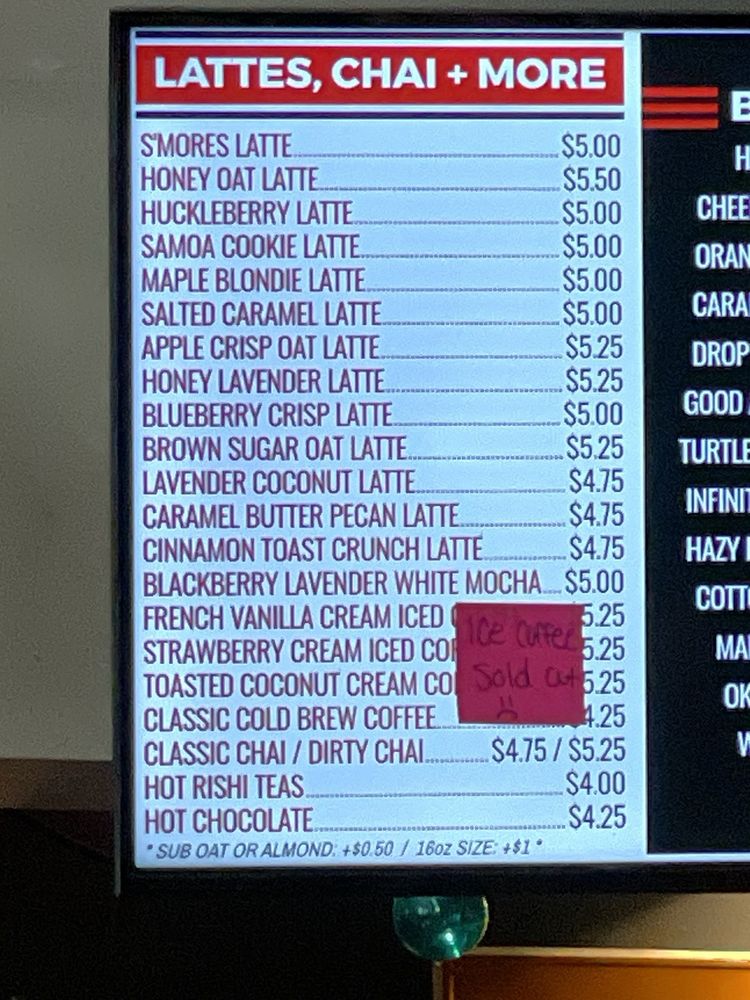 LATTES, CHAI + MORE
S'MORES LATTE $5.00
HONEY OAT LATTE $5.50
HUCKLEBERRY LATTE $5.00
SAMOA COOKIE LATTE $5.00
MAPLE BLONDIE LATTE $5.00
SALTED CARAMEL LATTE $5.00
APPLE CRISP OAT LATTE $5.25
HONEY LAVENDER LATTE $5.25
BLUEBERRY CRISP LATTE $5.00
BROWN SUGAR OAT LATTE $5.25
LAVENDER COCONUT LATTE $4.75
CARAMEL BUTTER PECAN LATTE $4.75
CINNAMON TOAST CRUNCH LATTE $4.75
BLACKBERRY LAVENDER WHITE MOCHA $5.00
FRENCH VANILLA CREAM ICED 5.25
STRAWBERRY CREAM ICED CO 5.25
TOASTED COCONUT CREAM CO 5.25
CLASSIC COLD BREW COFFEE 4.25
CLASSIC CHAI / DIRTY CHAI $4.75 / $5.25
HOT RISHI TEAS $4.00
HOT CHOCOLATE $4.25
* SUB OAT OR ALMOND: +$0.50 / 16oz SIZE: +$1 *
Ice Coffee
Sold out
B
H
CHEE
ORAN
CARA
DROP
GOOD
TURTLE
INFINIT
HAZY
COTT
MA
OK
W